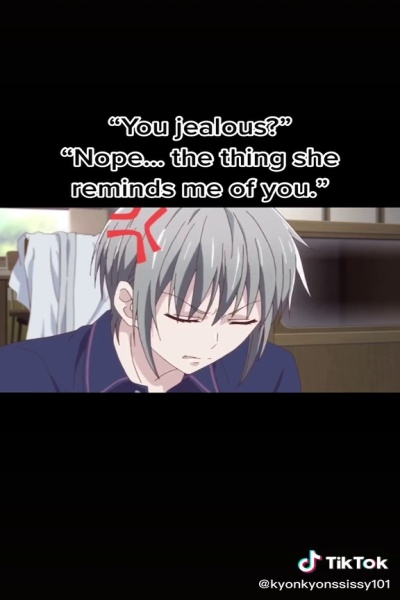 “You jealous?”
“Nope... the thing she
reminds me of you.”
TikTok
@kyonkyonssissy101